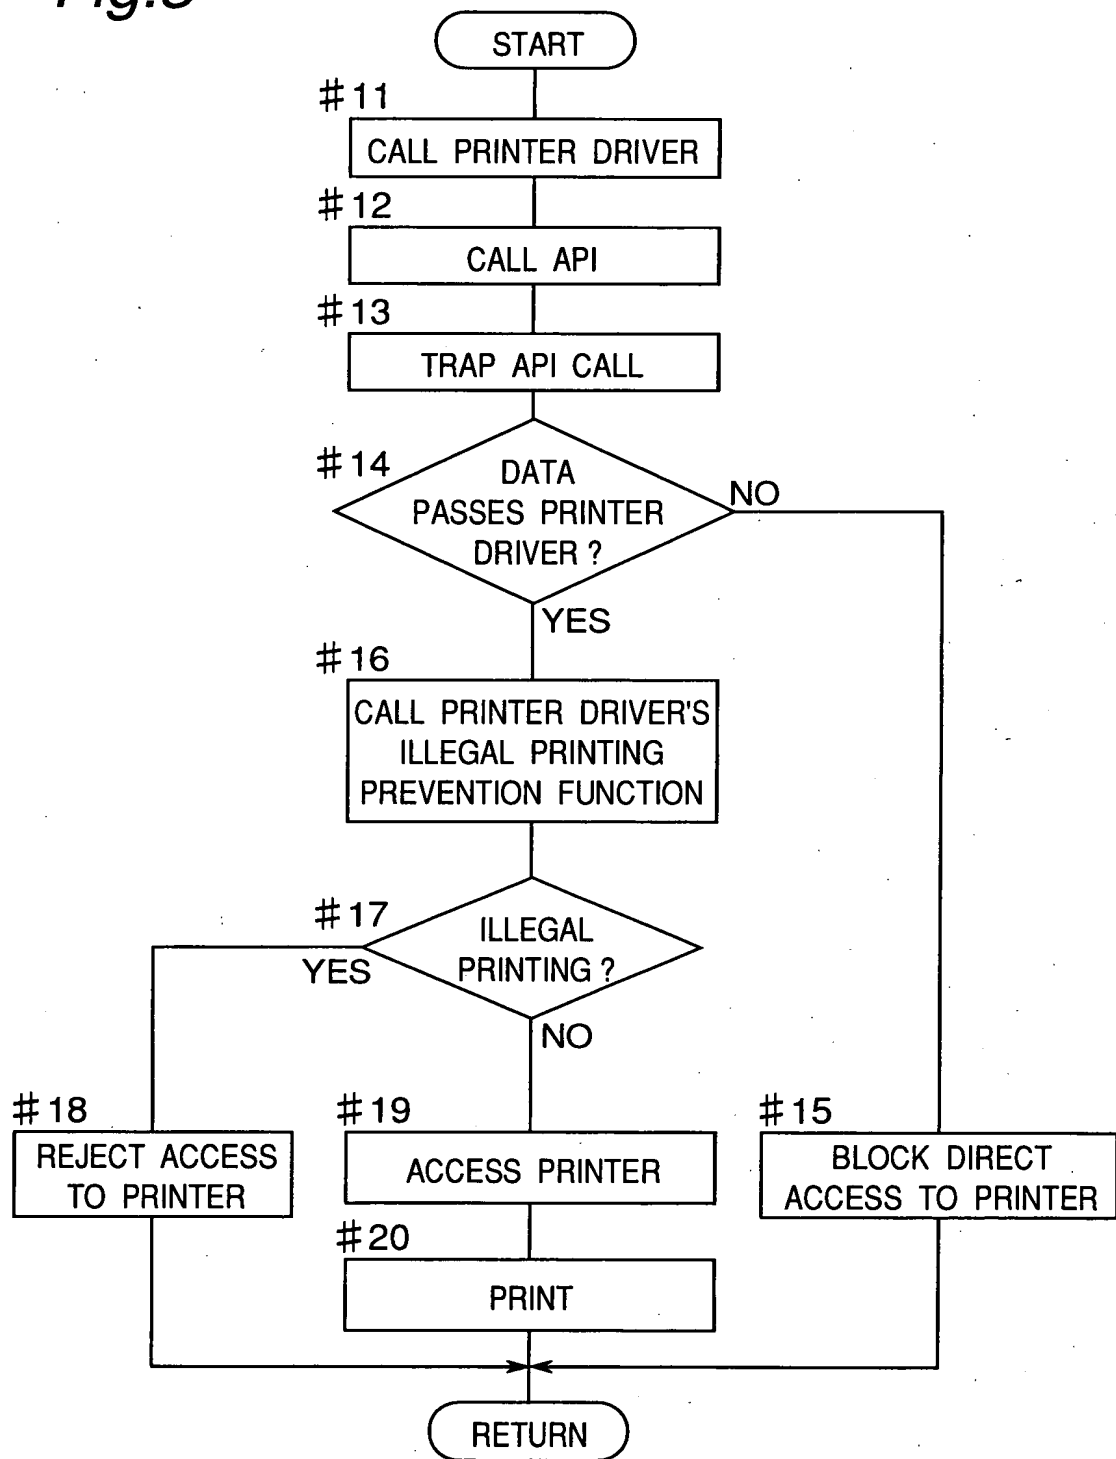 START
#11
CALL PRINTER DRIVER
#12
CALL API
#13
TRAP API CALL
#14
DATA
PASSES PRINTER
DRIVER ?
NO
YES
#16
CALL PRINTER DRIVER'S
ILLEGAL PRINTING
PREVENTION FUNCTION
#17
ILLEGAL
PRINTING ?
YES
NO
#18
REJECT ACCESS
TO PRINTER
#19
ACCESS PRINTER
#15
BLOCK DIRECT
ACCESS TO PRINTER
#20
PRINT
RETURN